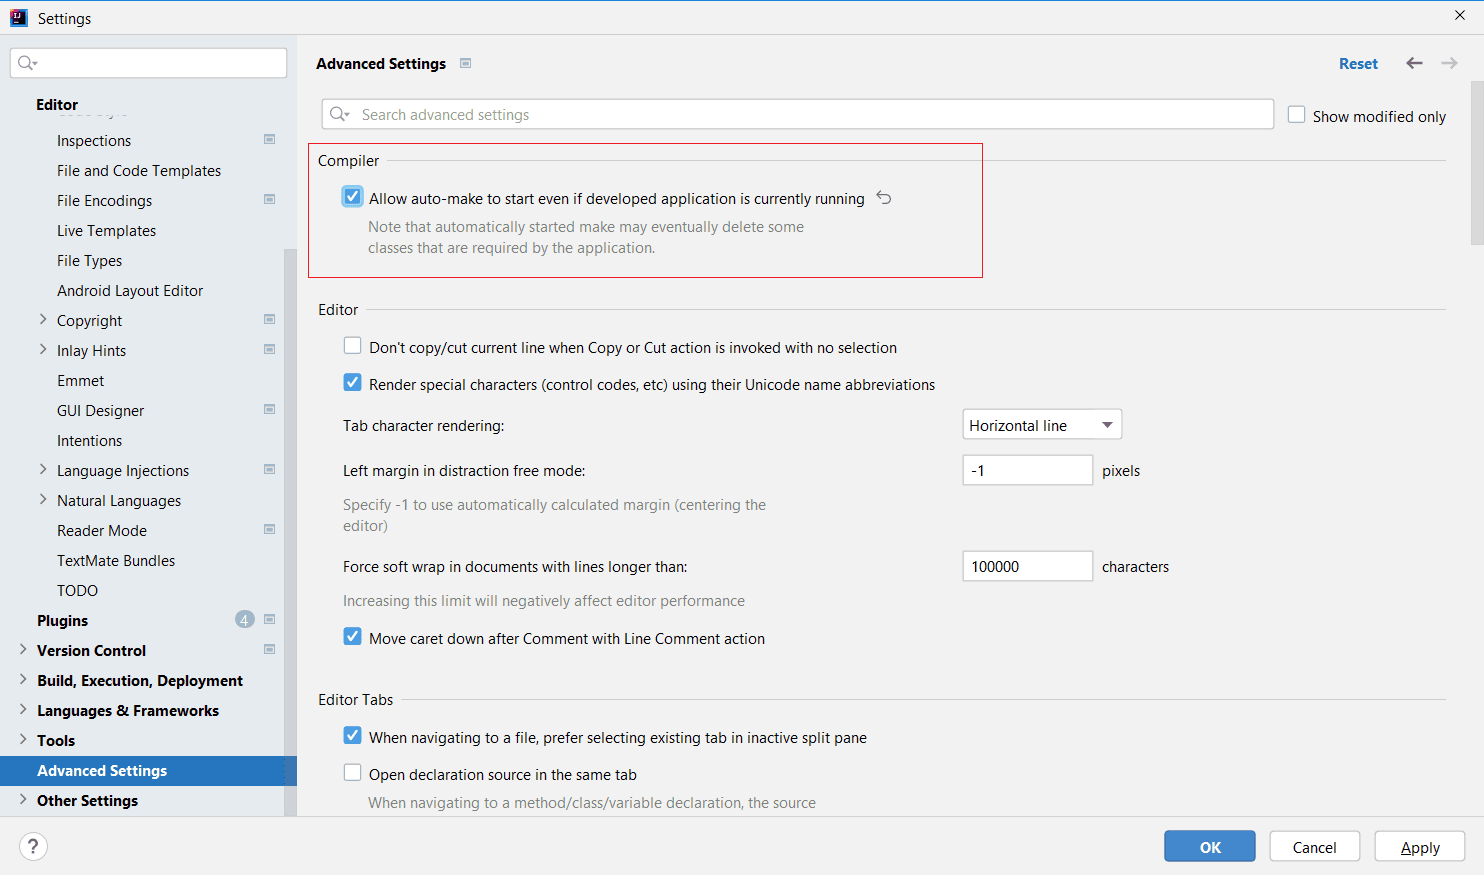 Settings
Editor
Inspections
File and Code Templates
File Encodings
Live Templates
File Types
Android Layout Editor
Copyright
Inlay Hints
Emmet
GUI Designer
Intentions
Language Injections
Natural Languages
Reader Mode
TextMate Bundles
TODO
Plugins 4
Version Control
Build, Execution, Deployment
Languages & Frameworks
Tools
Advanced Settings
Other Settings
Advanced Settings
Reset
Search advanced settings
Show modified only
Compiler
Allow auto-make to start even if developed application is currently running
Note that automatically started make may eventually delete some
classes that are required by the application.
Editor
Don't copy/cut current line when Copy or Cut action is invoked with no selection
Render special characters (control codes, etc) using their Unicode name abbreviations
Tab character rendering: Horizontal line
Left margin in distraction free mode: -1 pixels
Specify -1 to use automatically calculated margin (centering the
editor)
Force soft wrap in documents with lines longer than: 100000 characters
Increasing this limit will negatively affect editor performance
Move caret down after Comment with Line Comment action
Editor Tabs
When navigating to a file, prefer selecting existing tab in inactive split pane
Open declaration source in the same tab
When navigating to a method/class/variable declaration, the source
?
OK
Cancel
Apply